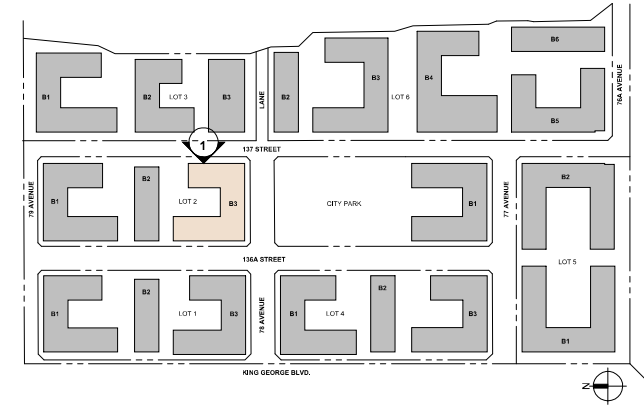 B6
B3
B4
B1
B2
LOT 3
B3
LANE
B2
LOT 6
76A AVENUE
B5
1
137 STREET
79 AVENUE
B1
B2
LOT 2
B3
CITY PARK
B1
77 AVENUE
B2
136A STREET
LOT 5
B1
B2
LOT 1
B3
78 AVENUE
B1
LOT 4
B2
B3
B1
KING GEORGE BLVD.
N